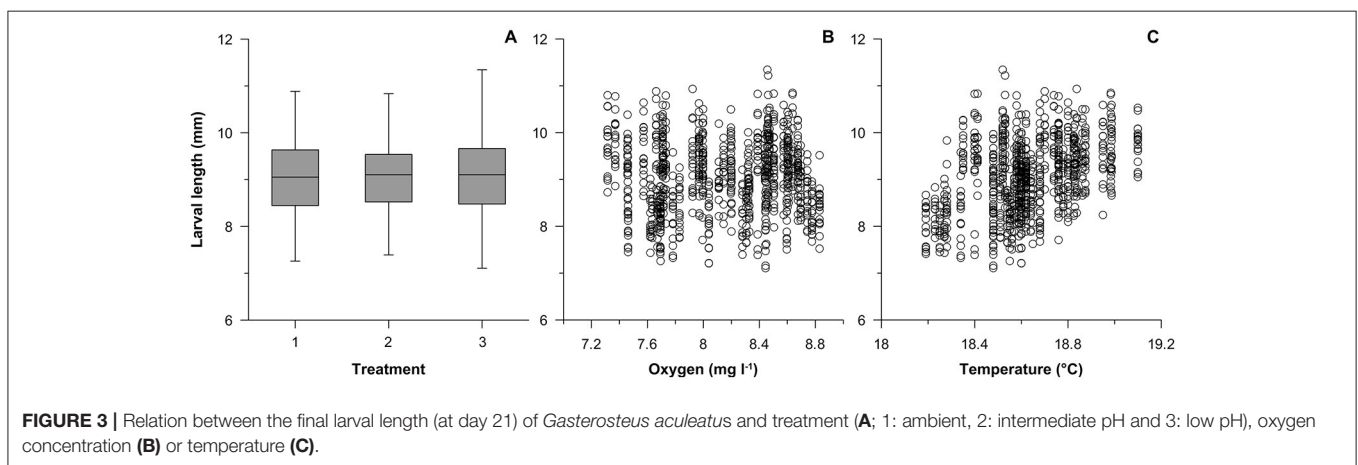 A
B
C
12
10
8
6
Larval length (mm)
1
2
3
Treatment
12
10
8
6
7.2
7.6
8
8.4
8.8
Oxygen (mg l-1)
12
10
8
6
18
18.4
18.8
19.2
Temperature (°C)
FIGURE 3 | Relation between the final larval length (at day 21) of Gasterosteus aculeatus and treatment (A; 1: ambient, 2: intermediate pH and 3: low pH), oxygen
concentration (B) or temperature (C).